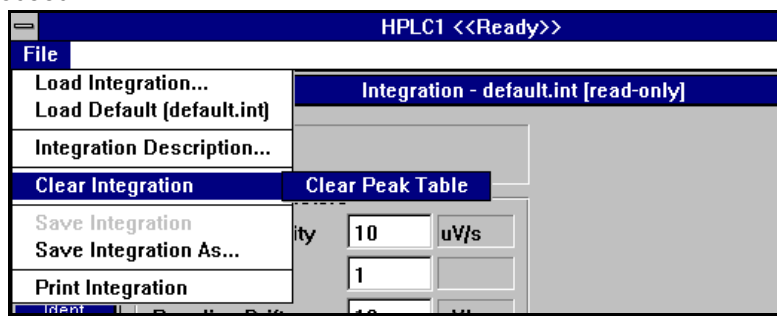 HPLC1 <<Ready>>
File
Load Integration...
Integration - default.int [read-only]
Load Default (default.int)
Integration Description...
Clear Integration
Clear Peak Table
Save Integration
ity 10 uV/s
Save Integration As...
1
Print Integration
Ident